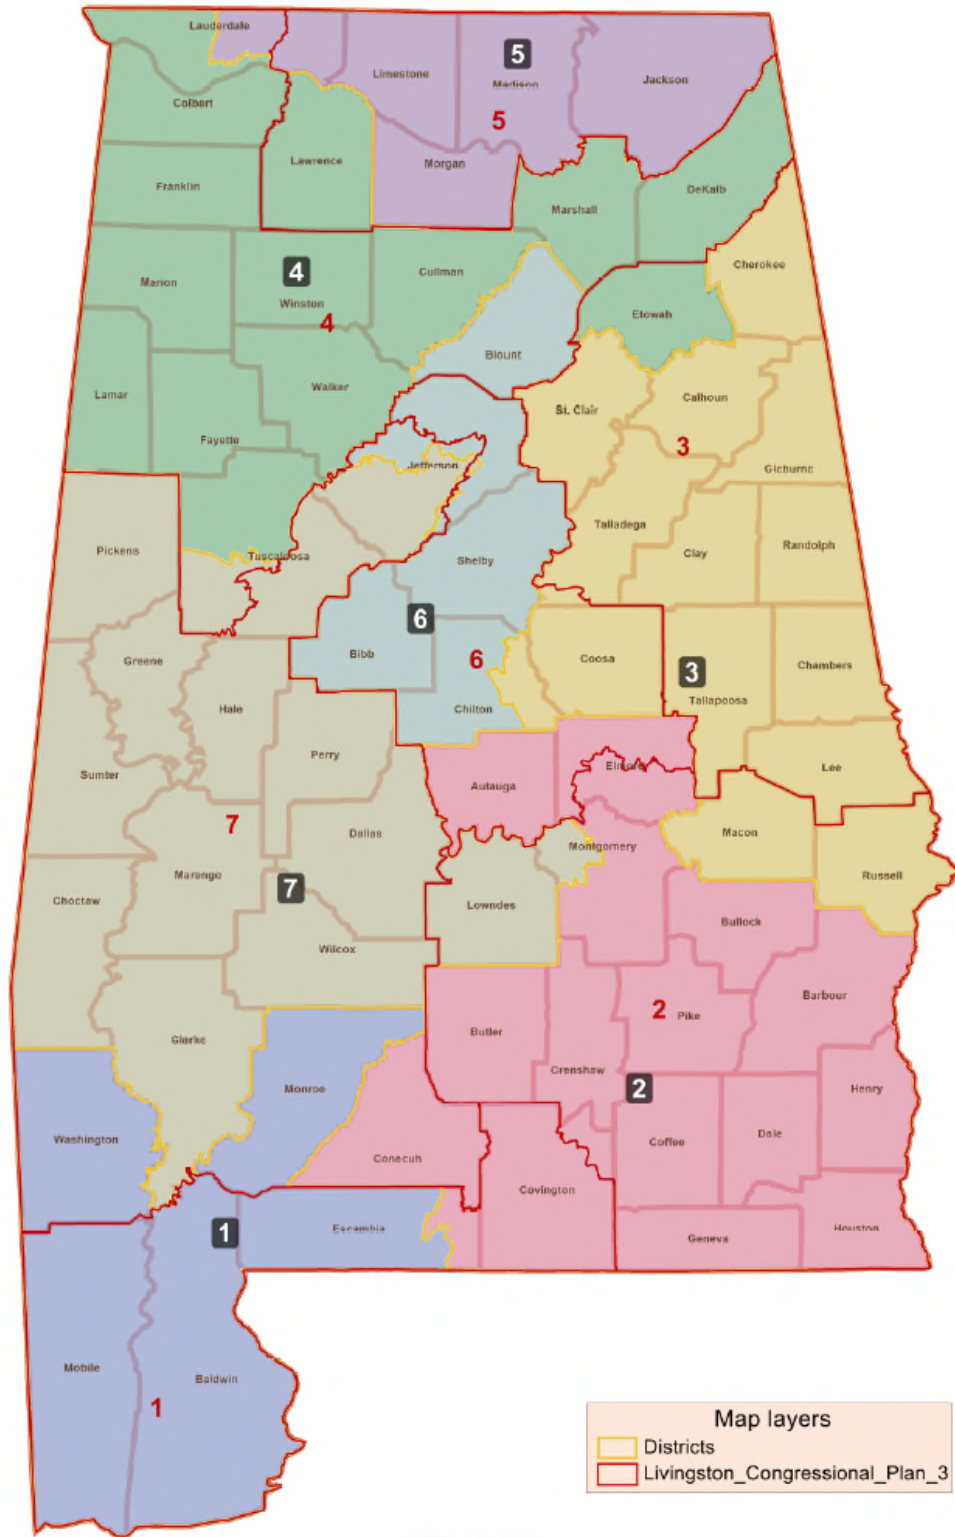 Lauderdale
5
Limestone
Madison
Jackson
Colbert
5
Lawrence
Morgan
Franklin
DeKalb
Marshall
Cherokee
4
Cullman
Marion
Winston
Etowah
4
Blount
Walker
Lamar
Calhoun
St. Clair
Fayette
3
Jefferson
Cleburne
Talladega
Pickens
Tuscaloosa
Shelby
Clay
Randolph
6
Greene
Bibb
6
Coosa
3
Chambers
Tallapoosa
Hale
Chilton
Perry
Sumter
Elmore
Lee
Autauga
7
Dallas
Macon
Montgomery
Marengo
Russell
7
Choctaw
Lowndes
Bullock
Wilcox
Barbour
2
Pike
Clarke
Butler
Crenshaw
Monroe
2
Henry
Washington
Coffee
Dale
Conecuh
Covington
1
Escambia
Geneva
Houston
Mobile
Baldwin
1
Map layers
Districts
Livingston_Congressional_Plan_3